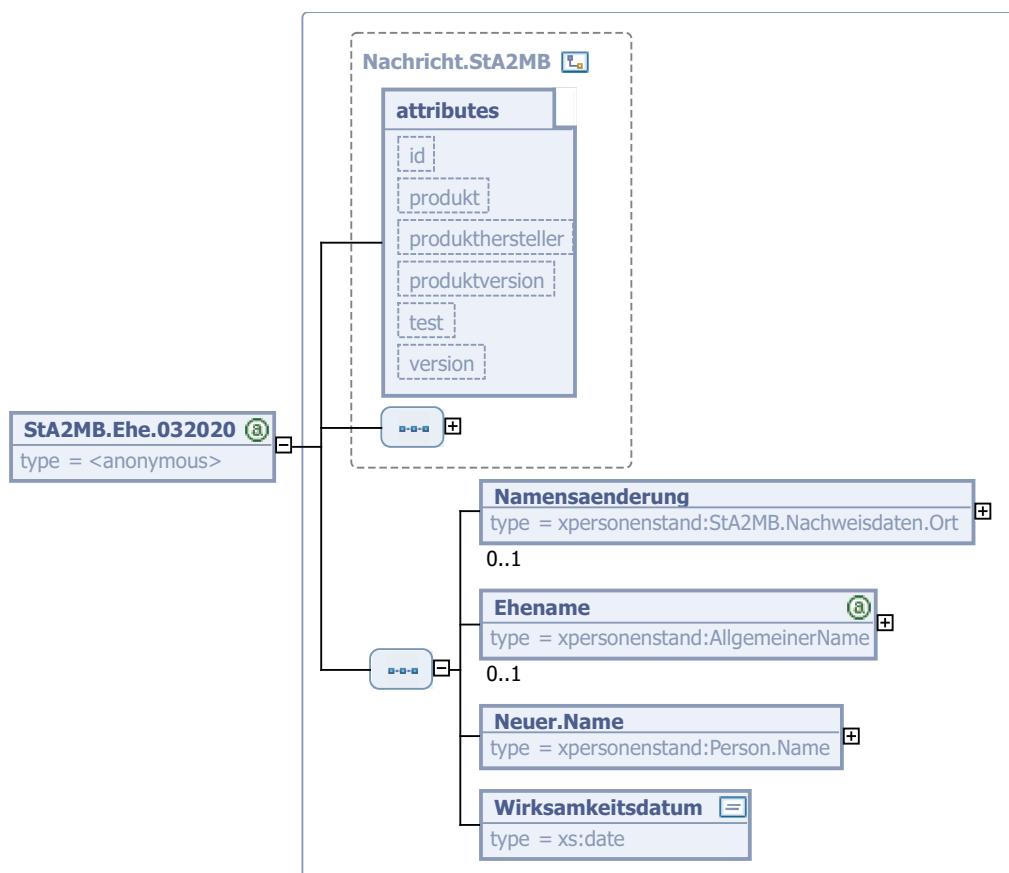 Nachricht.StA2MB
attributes
id
produkt
produkthersteller
produktversion
test
version
StA2MB.Ehe.032020 a
type = <anonymous>
Namensaenderung
type = xpersonenstand:StA2MB.Nachweisdaten.Ort
0..1
Ehename a
type = xpersonenstand:AllgemeinerName
0..1
Neuer.Name
type = xpersonenstand:Person.Name
Wirksamkeitsdatum
type = xs:date